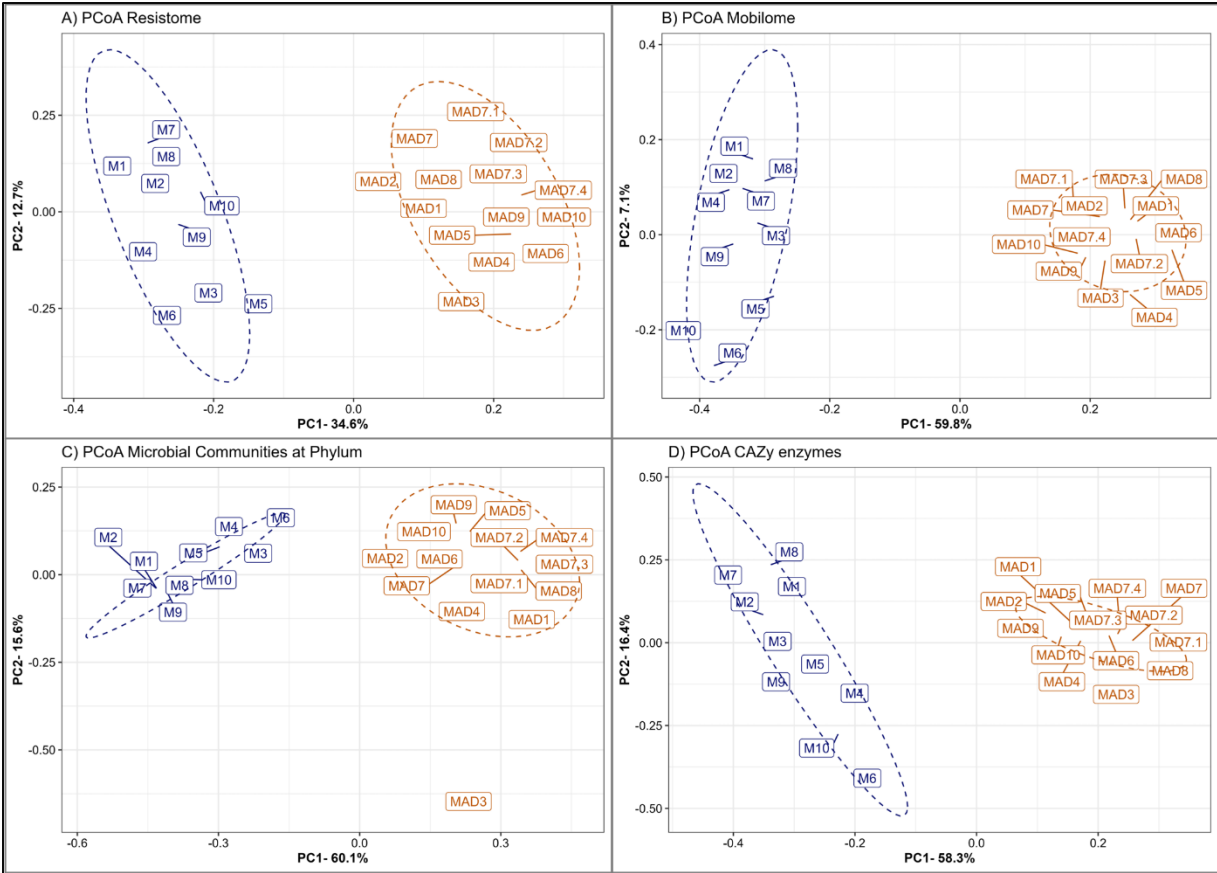 A) PCoA Resistome
PC2- 12.7%
0.25
0.00
-0.25
M7
M1
M8
M2
M10
M9
M4
M3
M5
M6
MAD7.1
MAD7
MAD7.2
MAD2
MAD8
MAD7.3
MAD7.4
MAD1
MAD9
MAD10
MAD5
MAD6
MAD4
MAD3
-0.4
-0.2
0.0
0.2
PC1- 34.6%
B) PCoA Mobilome
PC2- 7.1%
0.4
0.2
0.0
-0.2
M1
M8
M2
M4
M7
M3
M9
M5
M10
M6
MAD7.1
MAD7.3
MAD8
MAD7
MAD2
MAD1
MAD6
MAD10
MAD7.4
MAD9
MAD7.2
MAD3
MAD5
MAD4
-0.4
-0.2
0.0
0.2
PC1- 59.8%
C) PCoA Microbial Communities at Phylum
PC2- 15.6%
0.25
0.00
-0.25
-0.50
M2
M4
M6
M1
M5
M3
M7
M8
M10
M9
MAD9
MAD5
MAD10
MAD7.2
MAD7.4
MAD2
MAD6
MAD7.3
MAD7
MAD7.1
MAD8
MAD4
MAD1
MAD3
-0.6
-0.3
0.0
0.3
PC1- 60.1%
D) PCoA CAZy enzymes
PC2- 16.4%
0.50
0.25
0.00
-0.25
-0.50
M8
M7
M1
M2
M3
M5
M9
M4
M10
M6
MAD1
MAD2
MAD5
MAD7.4
MAD7
MAD9
MAD7.3
MAD7.2
MAD10
MAD6
MAD7.1
MAD4
MAD8
MAD3
-0.4
-0.2
0.0
0.2
PC1- 58.3%